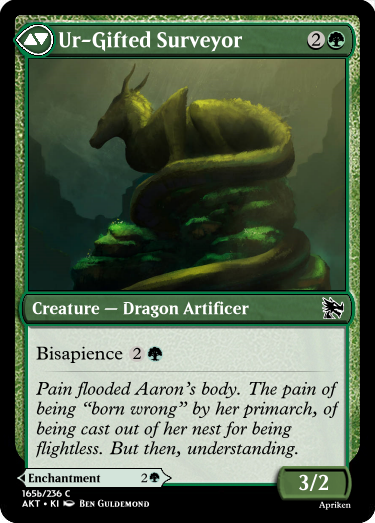 Ur-Gifted Surveyor 2
Creature — Dragon Artificer
Bisapience 2
Pain flooded Aaron's body. The pain of
being "born wrong" by her primarch, of
being cast out of her nest for being
flightless. But then, understanding.
Enchantment 2
3/2
165b/236 C
AKT • KI Ben Guldemond
Apriken